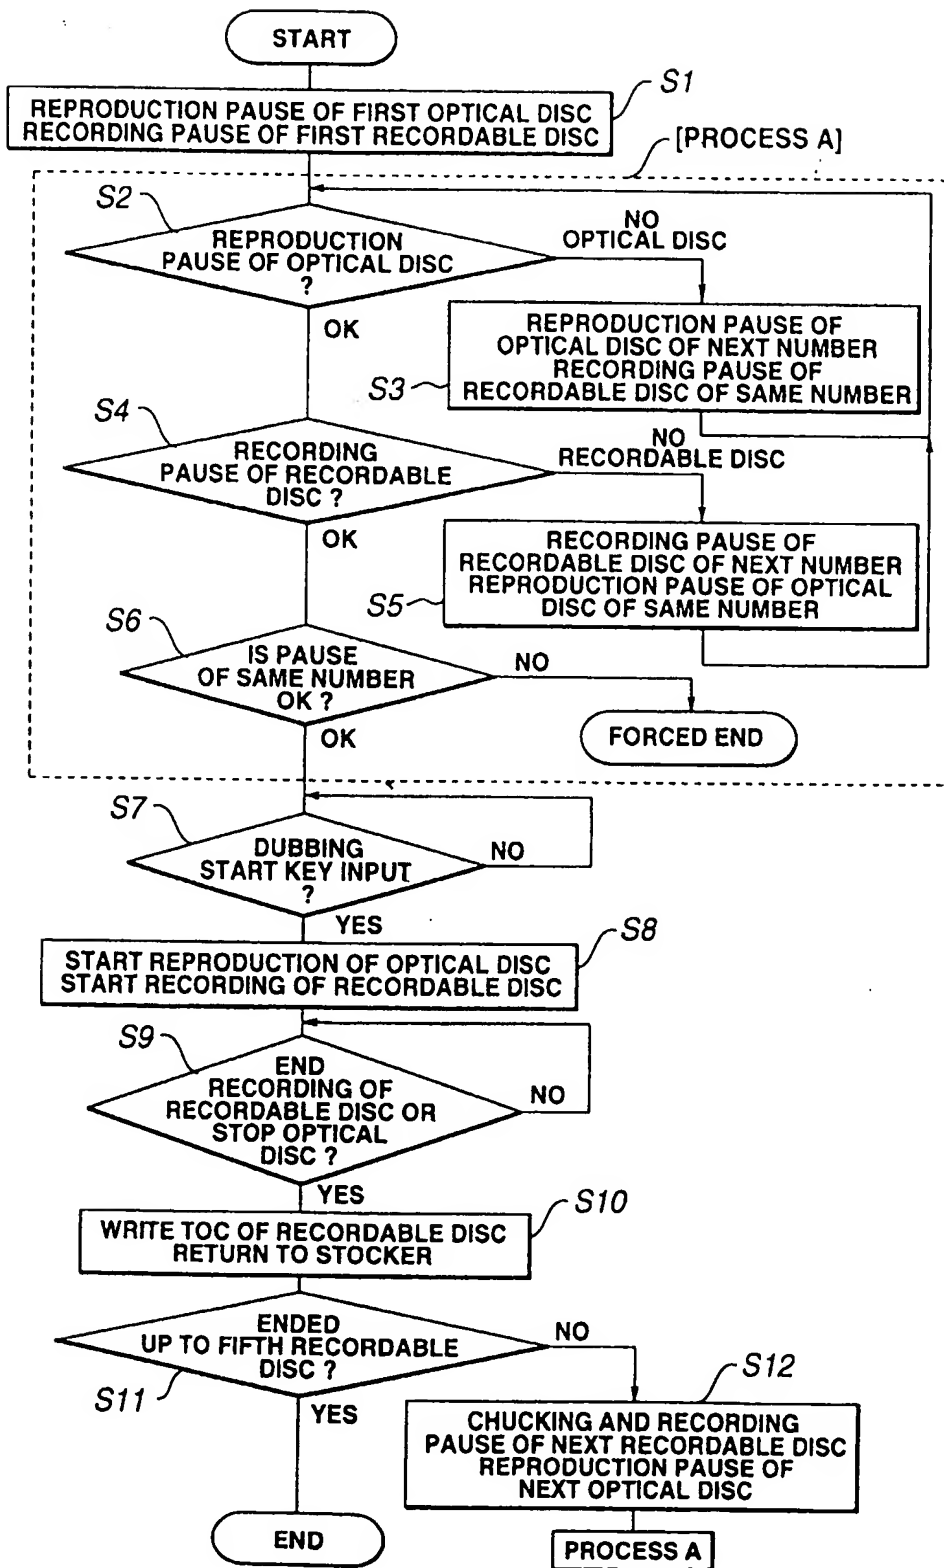 START
S1
REPRODUCTION PAUSE OF FIRST OPTICAL DISC
RECORDING PAUSE OF FIRST RECORDABLE DISC
[PROCESS A]
S2
REPRODUCTION
PAUSE OF OPTICAL DISC
?
NO
OPTICAL DISC
OK
REPRODUCTION PAUSE OF
OPTICAL DISC OF NEXT NUMBER
RECORDING PAUSE OF
RECORDABLE DISC OF SAME NUMBER
S3
S4
RECORDING
PAUSE OF RECORDABLE
DISC ?
NO
RECORDABLE DISC
OK
RECORDING PAUSE OF
RECORDABLE DISC OF NEXT NUMBER
REPRODUCTION PAUSE OF OPTICAL
DISC OF SAME NUMBER
S5
S6
IS PAUSE
OF SAME NUMBER
OK ?
NO
OK
FORCED END
S7
DUBBING
START KEY INPUT
?
NO
YES
S8
START REPRODUCTION OF OPTICAL DISC
START RECORDING OF RECORDABLE DISC
S9
END
RECORDING OF
RECORDABLE DISC OR
STOP OPTICAL
DISC ?
NO
YES
S10
WRITE TOC OF RECORDABLE DISC
RETURN TO STOCKER
ENDED
UP TO FIFTH RECORDABLE
DISC ?
NO
S11
YES
S12
CHUCKING AND RECORDING
PAUSE OF NEXT RECORDABLE DISC
REPRODUCTION PAUSE OF
NEXT OPTICAL DISC
END
PROCESS A